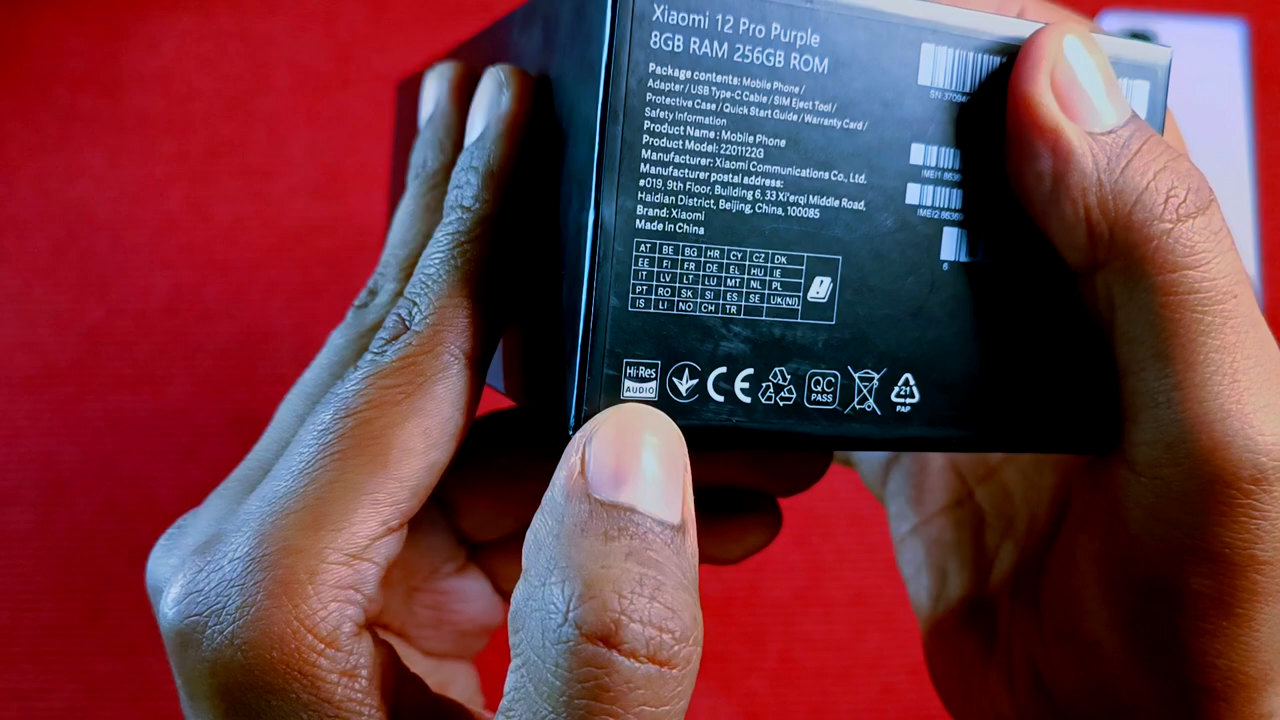 Xiaomi 12 Pro Purple
8GB RAM 256GB ROM
Package contents: Mobile Phone /
Adapter / USB Type-C Cable / SIM Eject Tool /
Protective Case / Quick Start Guide / Warranty Card /
Safety Information
Product Name : Mobile Phone
Product Model: 2201122G
Manufacturer: Xiaomi Communications Co., Ltd.
Manufacturer postal address:
#019, 9th Floor, Building 6, 33 Xi'erqi Middle Road,
Haidian District, Beijing, China, 100085
Brand: Xiaomi
Made in China
AT BE BG HR CY CZ DK
EE FI FR DE EL HU IE
IT LV LT LU MT NL PL
PT RO SK SI ES SE UK(NI)
IS LI NO CH TR
SN:
IMEI1
IMEI2
6
Hi-Res
AUDIO
CE
QC
PASS
21
PAP